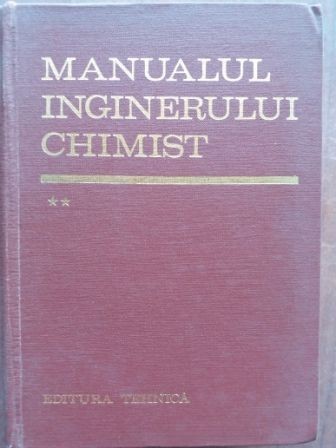 MANUALUL
INGINERULUI
CHIMIST
**
EDITURA TEHNICĂ